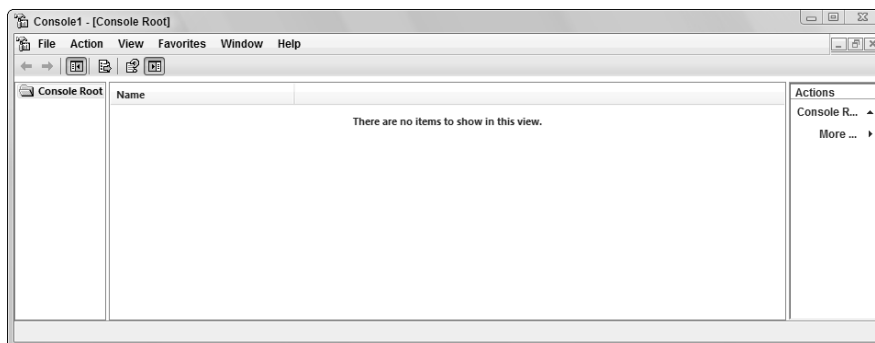 Console1 - [Console Root]
File Action View Favorites Window Help
Console Root
Name
There are no items to show in this view.
Actions
Console R...
More ...